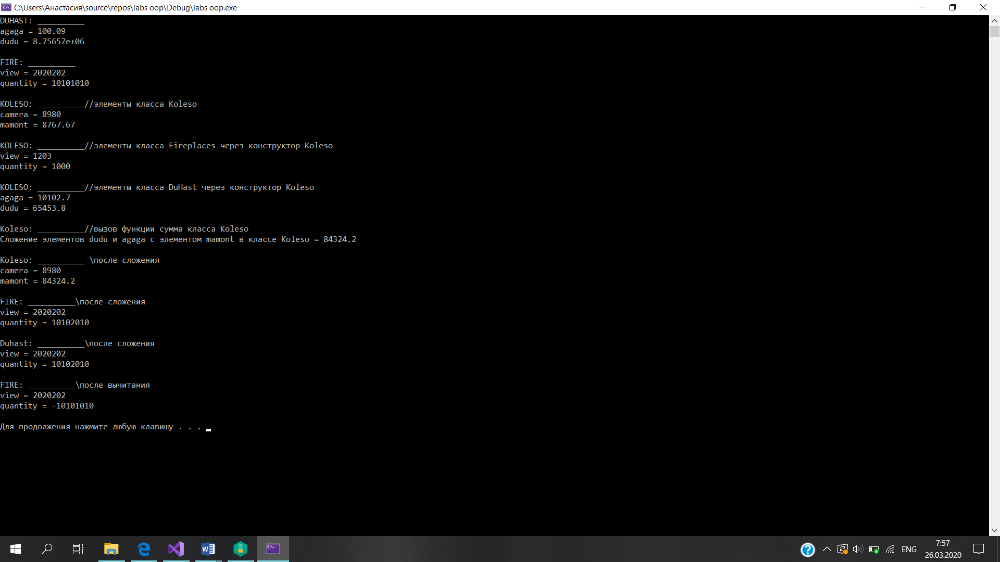 C:\Users\Анастасия\source\repos\labs oop\Debug\labs oop.exe
DUHAST: __________
agaga = 100.09
dudu = 8.75657e+06
FIRE: __________
view = 2020202
quantity = 10101010
KOLESO: __________//элементы класса Koleso
camera = 8980
mamont = 8767.67
KOLESO: __________//элементы класса Fireplaces через конструктор Koleso
view = 1203
quantity = 1000
KOLESO: __________//элементы класса DuHast через конструктор Koleso
agaga = 10102.7
dudu = 65453.8
Koleso: __________//вызов функции сумма класса Koleso
Сложение элементов dudu и agaga с элементом mamont в классе Koleso = 84324.2
Koleso: __________ \после сложения
camera = 8980
mamont = 84324.2
FIRE: __________\после сложения
view = 2020202
quantity = 10102010
Duhast: __________\после сложения
view = 2020202
quantity = 10102010
FIRE: __________\после вычитания
view = 2020202
quantity = -10101010
Для продолжения нажмите любую клавишу . . .
ENG
7:57
26.03.2020